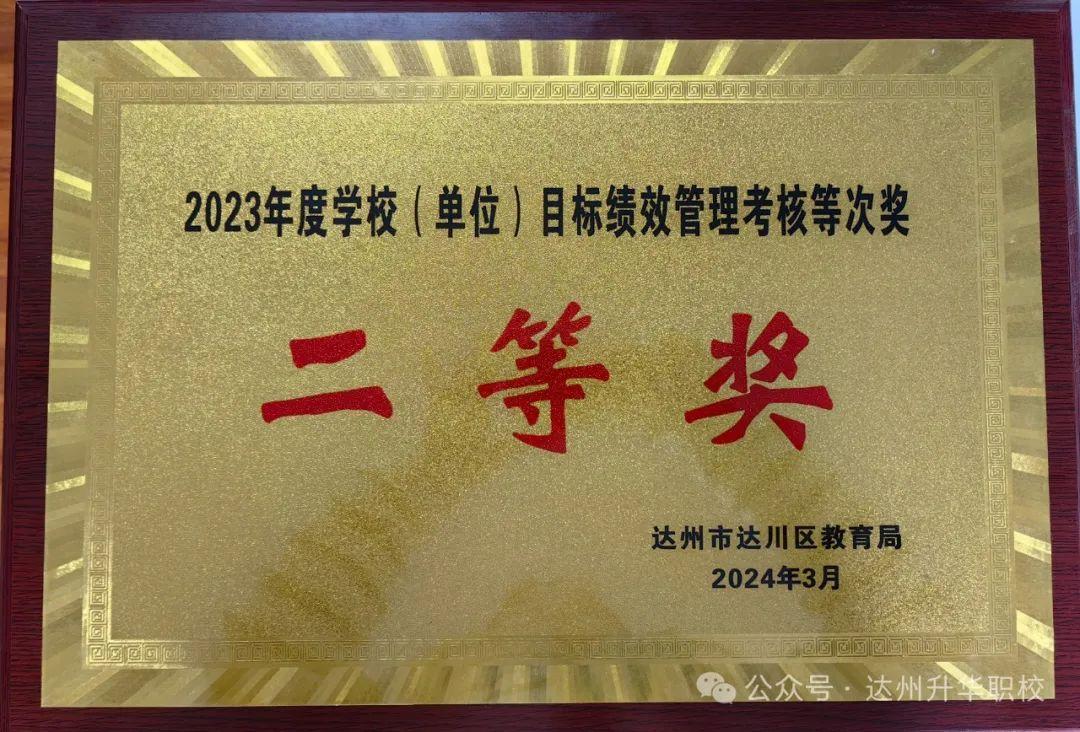 2023年度学校（单位）目标绩效管理考核等次奖
二等奖
达州市达川区教育局
2024年3月
公众号·达州升华职校